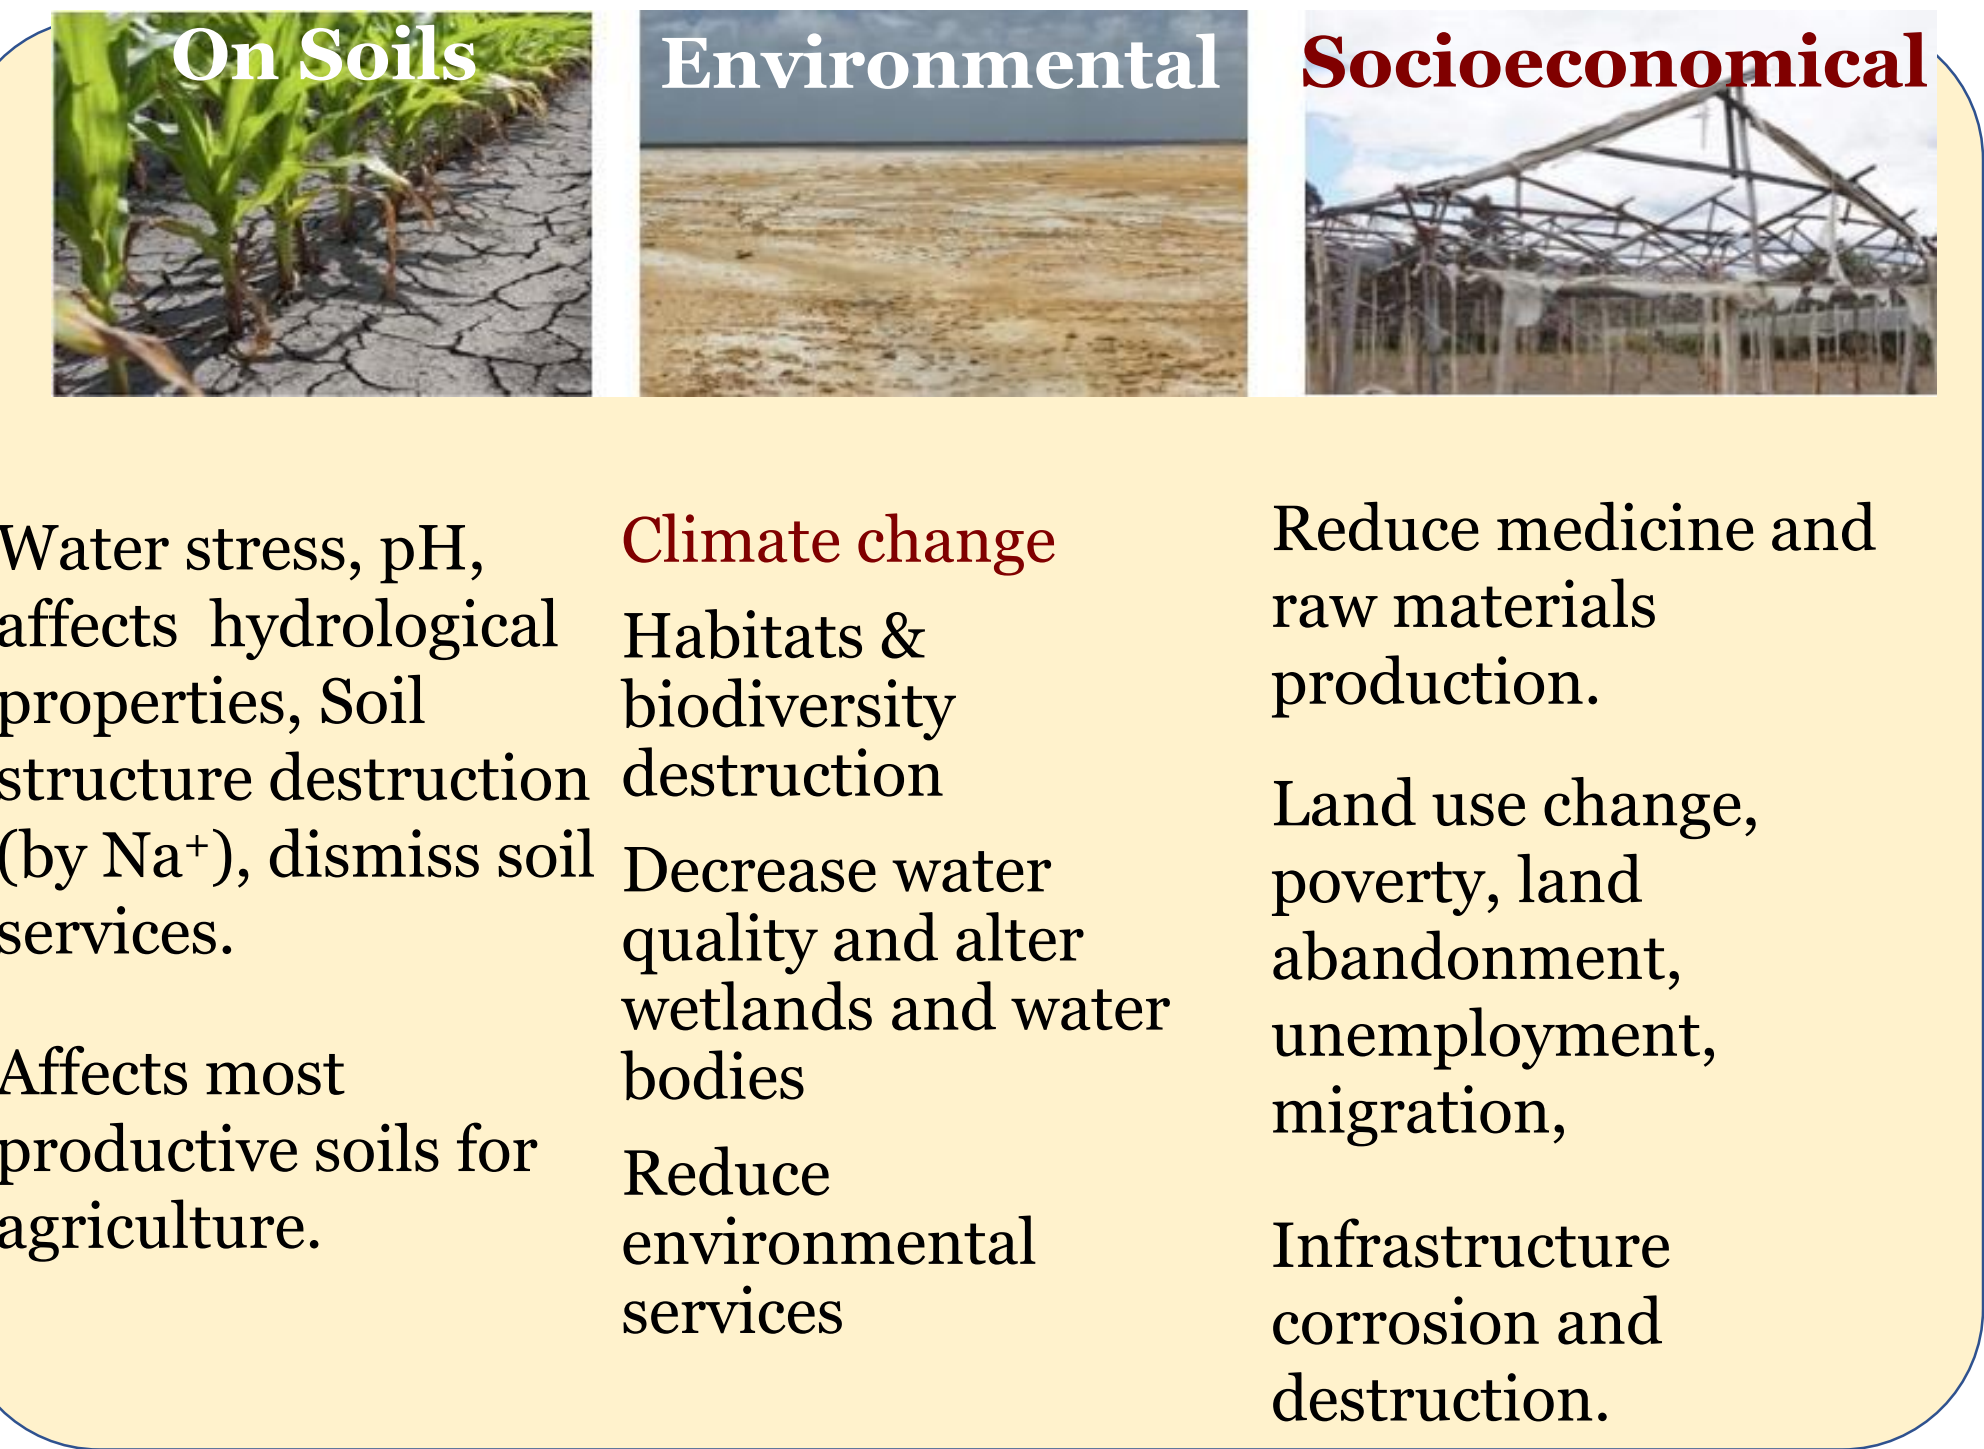 On Soils
Water stress, pH,
affects hydrological
properties, Soil
structure destruction
(by Na⁺), dismiss soil
services.
Affects most
productive soils for
agriculture.
Environmental
Climate change
Habitats &
biodiversity
destruction
Decrease water
quality and alter
wetlands and water
bodies
Reduce
environmental
services
Socioeconomical
Reduce medicine and
raw materials
production.
Land use change,
poverty, land
abandonment,
unemployment,
migration,
Infrastructure
corrosion and
destruction.